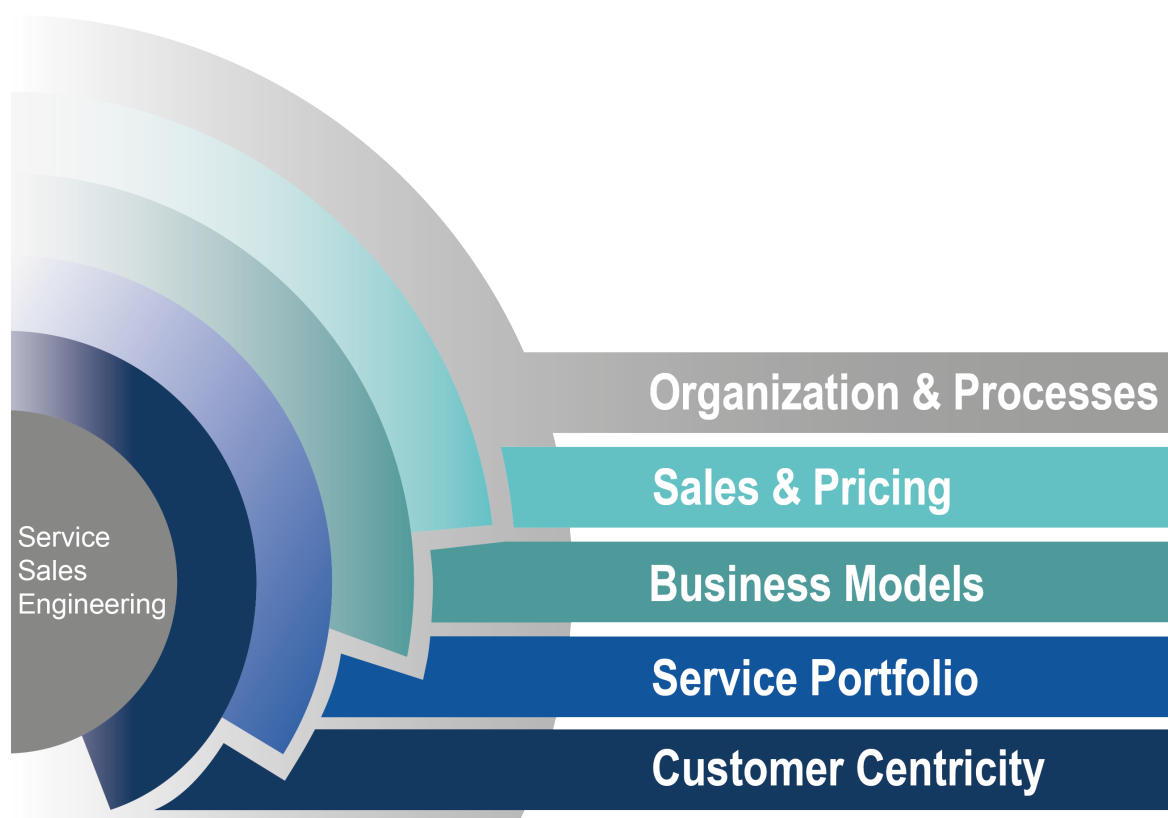 Organization & Processes
Sales & Pricing
Service
Sales
Engineering
Business Models
Service Portfolio
Customer Centricity